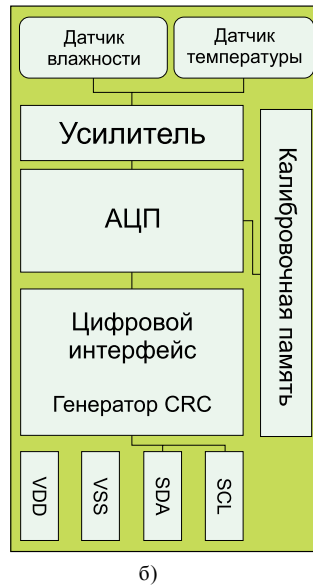 Датчик
влажности
Датчик
температуры
Усилитель
АЦП
Калибровочная память
Цифровой
интерфейс
Генератор CRC
VDD
VSS
SDA
SCL
б)